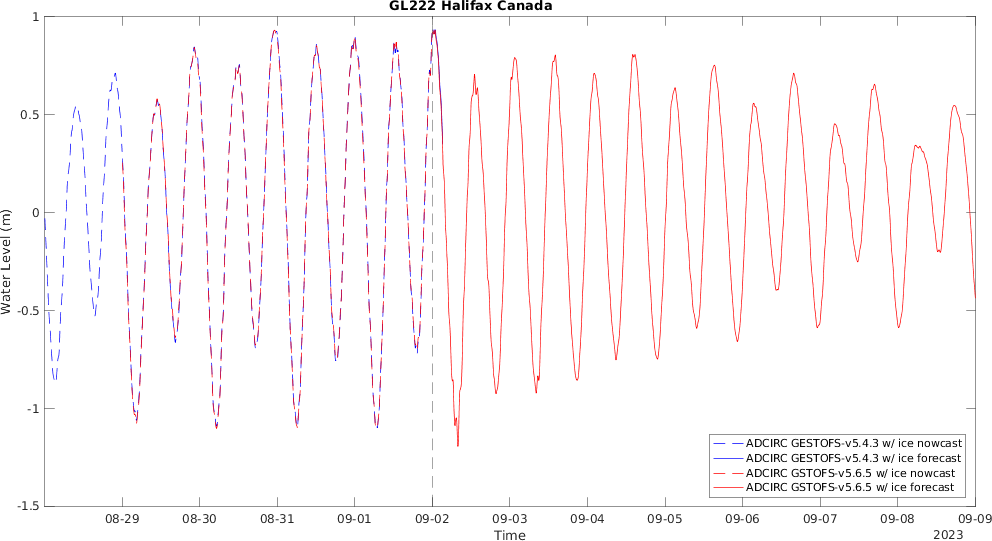 GL222 Halifax Canada
1
0.5
0
-0.5
-1
-1.5
Water Level (m)
ADCIRC GESTOFS-v5.4.3 w/ ice nowcast
ADCIRC GESTOFS-v5.4.3 w/ ice forecast
ADCIRC GSTOFS-v5.6.5 w/ ice nowcast
ADCIRC GSTOFS-v5.6.5 w/ ice forecast
08-29 08-30 08-31 09-01 09-02 09-03 09-04 09-05 09-06 09-07 09-08 09-09
Time
2023